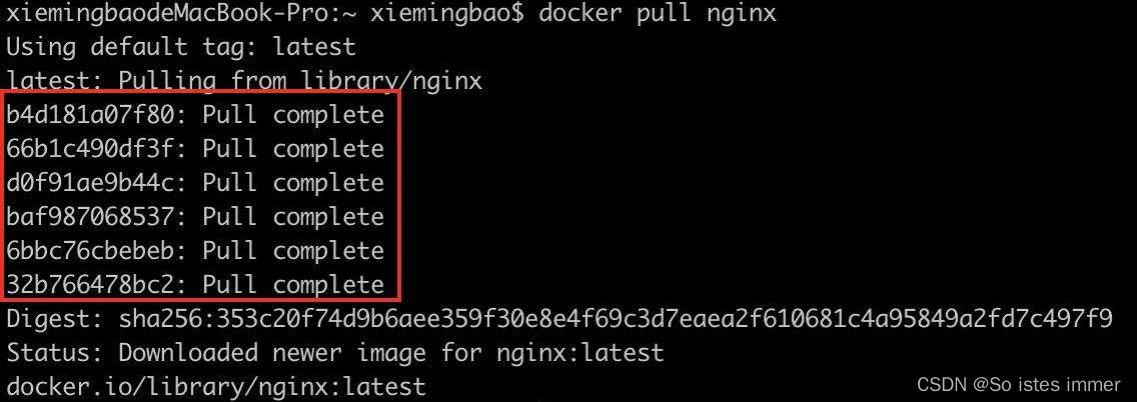 xiemingbaodeMacBook-Pro:~ xiemingbao$ docker pull nginx
Using default tag: latest
latest: Pulling from library/nginx
b4d181a07f80: Pull complete
66b1c490df3f: Pull complete
d0f91ae9b44c: Pull complete
baf987068537: Pull complete
6bbc76cbebeb: Pull complete
32b766478bc2: Pull complete
Digest: sha256:353c20f74d9b6aee359f30e8e4f69c3d7eaea2f610681c4a95849a2fd7c497f9
Status: Downloaded newer image for nginx:latest
docker.io/library/nginx:latest
CSDN @So istes immer